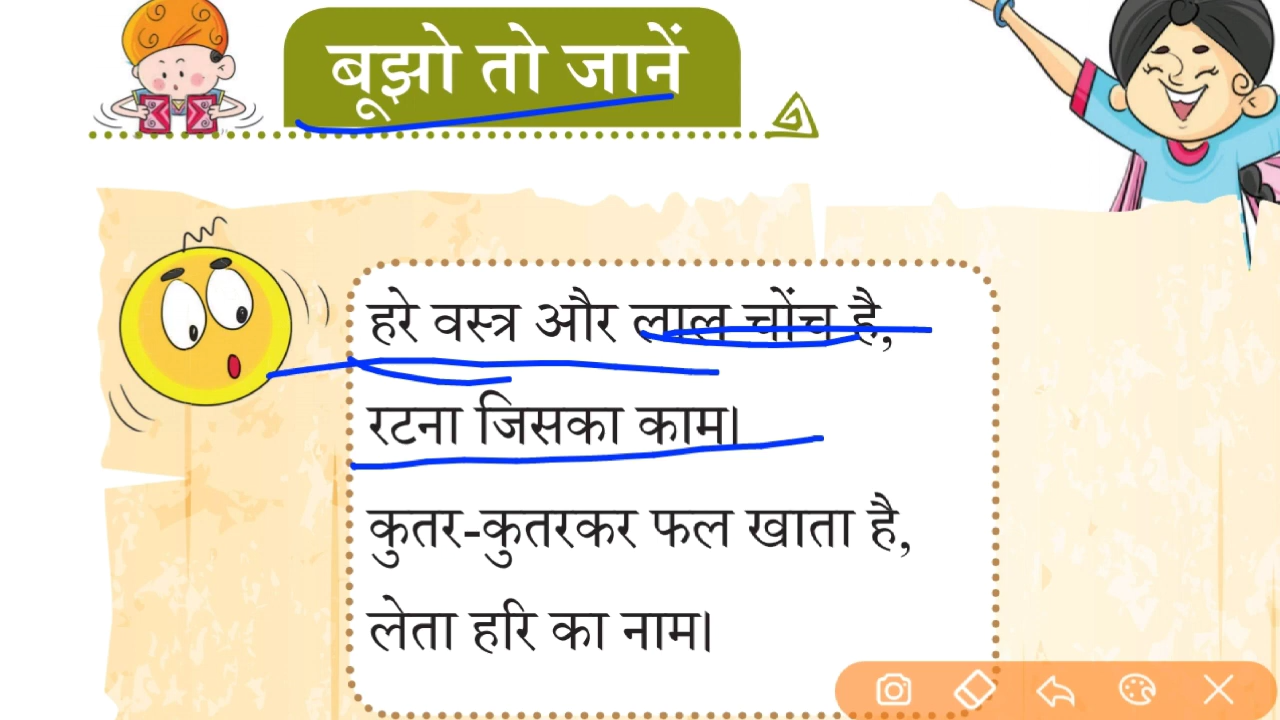 बूझो तो जानें
हरे वस्त्र और लाल चोंच है,
रटना जिसका काम।
कुतर-कुतरकर फल खाता है,
लेता हरि का नाम।